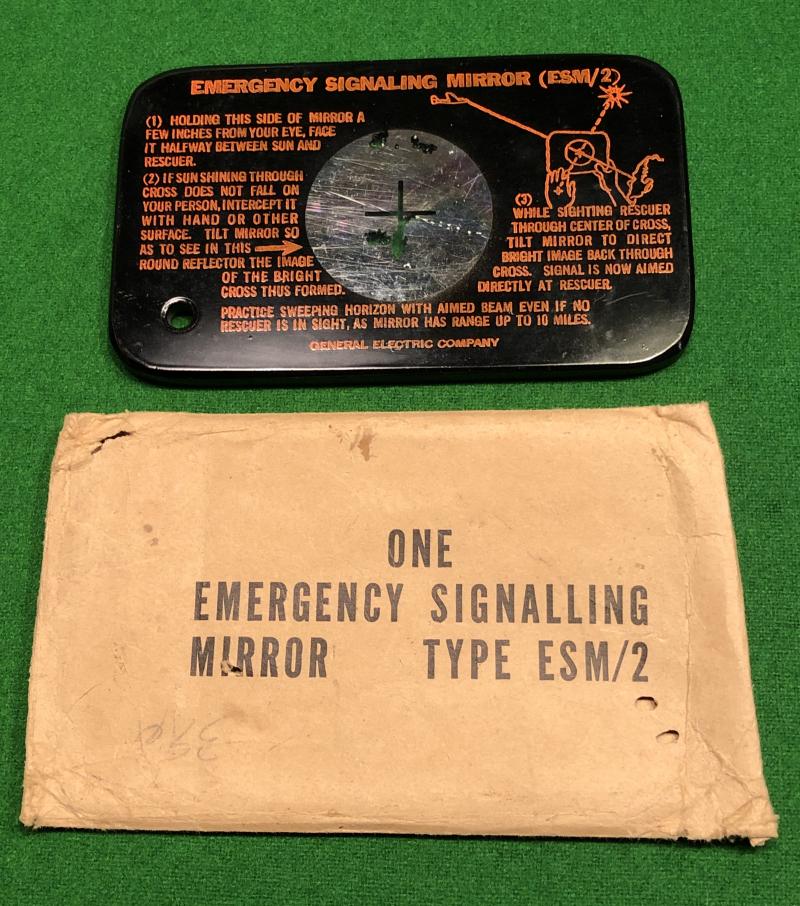 EMERGENCY SIGNALING MIRROR (ESM/2)
(1) HOLDING THIS SIDE OF MIRROR A
FEW INCHES FROM YOUR EYE, FACE
IT HALFWAY BETWEEN SUN AND
RESCUER.
(2) IF SUN SHINING THROUGH
CROSS DOES NOT FALL ON
YOUR PERSON, INTERCEPT IT
WITH HAND OR OTHER
SURFACE. TILT MIRROR SO
AS TO SEE IN THIS
ROUND REFLECTOR THE IMAGE
OF THE BRIGHT
CROSS THUS FORMED.
(3)
WHILE SIGHTING RESCUER
THROUGH CENTER OF CROSS,
TILT MIRROR TO DIRECT
BRIGHT IMAGE BACK THROUGH
CROSS. SIGNAL IS NOW AIMED
DIRECTLY AT RESCUER.
PRACTICE SWEEPING HORIZON WITH AIMED BEAM EVEN IF NO
RESCUER IS IN SIGHT, AS MIRROR HAS RANGE UP TO 10 MILES.
GENERAL ELECTRIC COMPANY
ONE
EMERGENCY SIGNALLING
MIRROR TYPE ESM/2